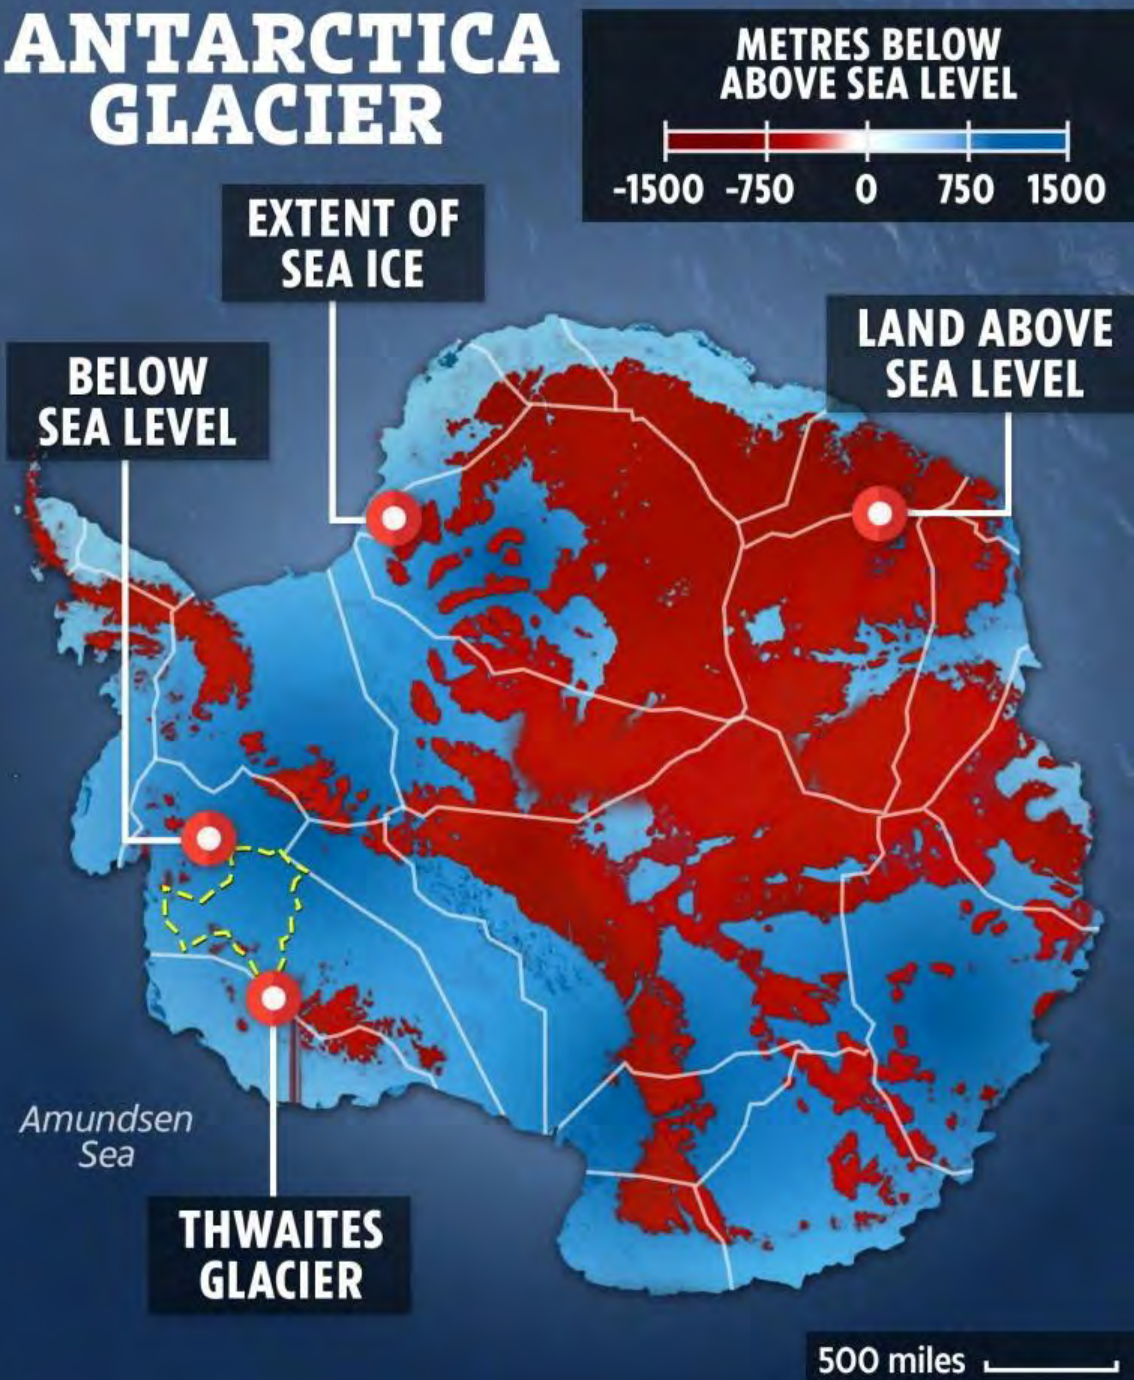 ANTARCTICA
GLACIER
METRES BELOW
ABOVE SEA LEVEL
-1500 -750 0 750 1500
EXTENT OF
SEA ICE
LAND ABOVE
SEA LEVEL
BELOW
SEA LEVEL
Amundsen
Sea
THWAITES
GLACIER
500 miles